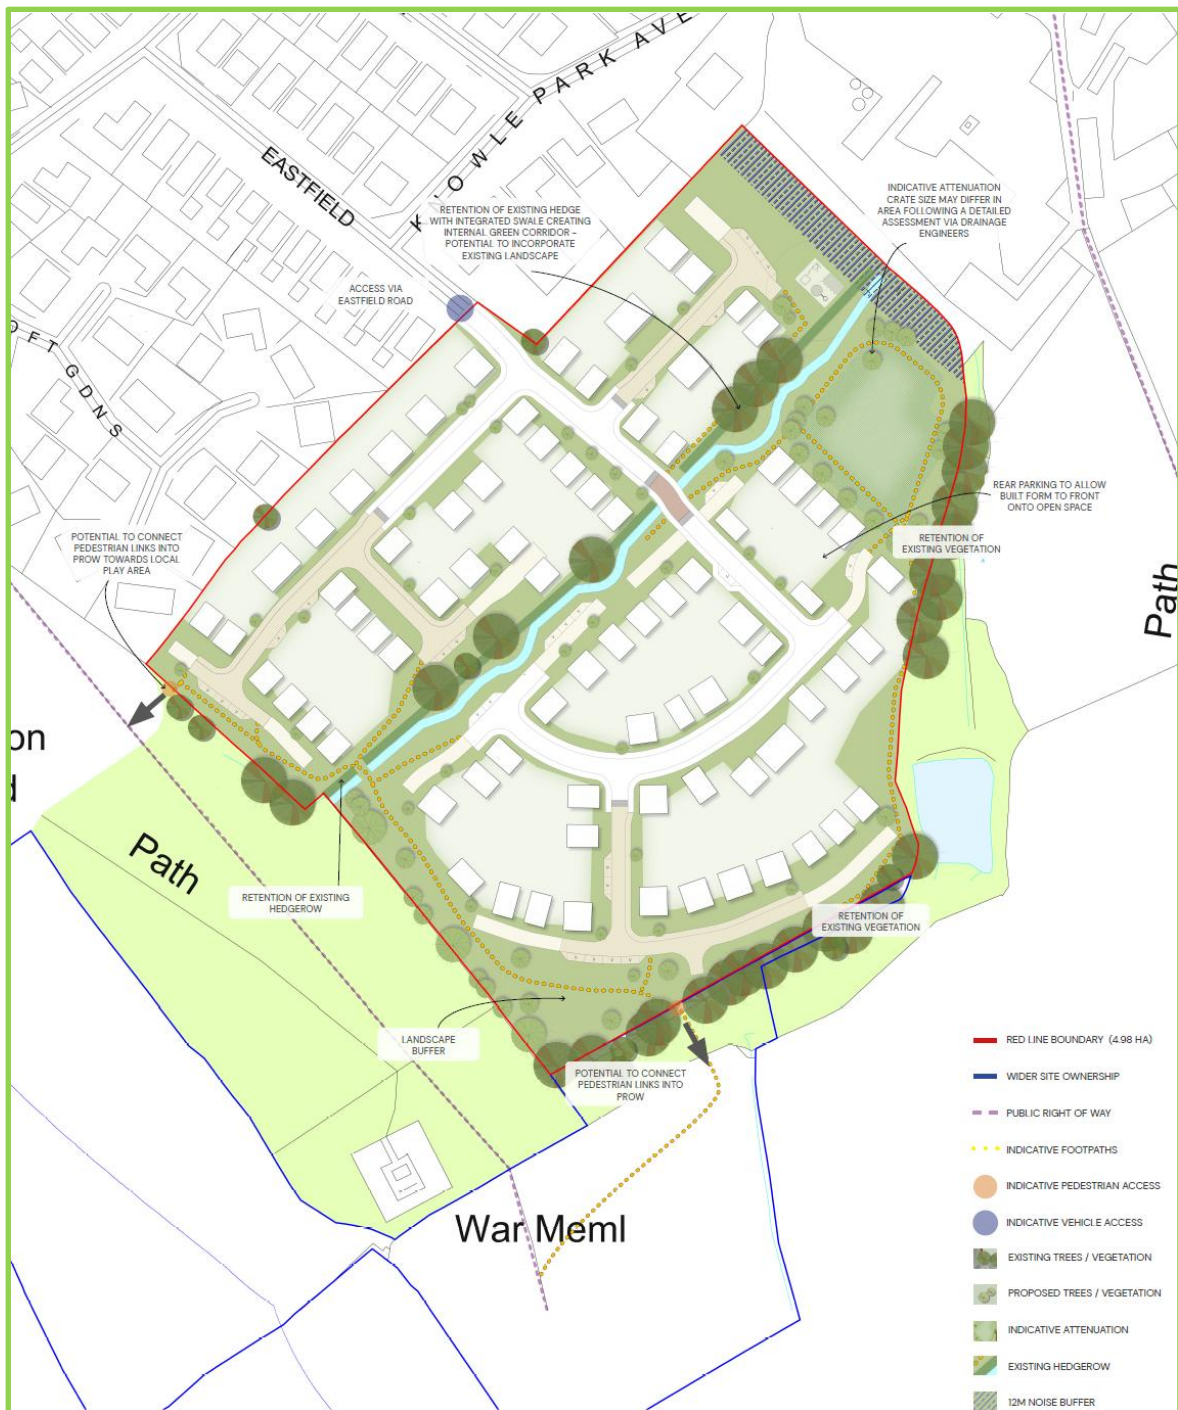 KNOWLE PARK AVE
EASTFIELD
INDICATIVE ATTENUATION
CRATE SIZE MAY DIFFER IN
AREA FOLLOWING A DETAILED
ASSESSMENT VIA DRAINAGE
ENGINEERS
RETENTION OF EXISTING HEDGE
WITH INTEGRATED SWALE CREATING
INTERNAL GREEN CORRIDOR –
POTENTIAL TO INCORPORATE
EXISTING LANDSCAPE
ACCESS VIA
EASTFIELD ROAD
OFT GDNS
REAR PARKING TO ALLOW
BUILT FORM TO FRONT
ONTO OPEN SPACE
RETENTION OF
EXISTING VEGETATION
POTENTIAL TO CONNECT
PEDESTRIAN LINKS INTO
PROW TOWARDS LOCAL
PLAY AREA
Path
on
d
Path
RETENTION OF EXISTING
HEDGEROW
RETENTION OF
EXISTING VEGETATION
LANDSCAPE
BUFFER
POTENTIAL TO CONNECT
PEDESTRIAN LINKS INTO
PROW
War Meml
RED LINE BOUNDARY (4.98 HA)
WIDER SITE OWNERSHIP
PUBLIC RIGHT OF WAY
INDICATIVE FOOTPATHS
INDICATIVE PEDESTRIAN ACCESS
INDICATIVE VEHICLE ACCESS
EXISTING TREES / VEGETATION
PROPOSED TREES / VEGETATION
INDICATIVE ATTENUATION
EXISTING HEDGEROW
12M NOISE BUFFER